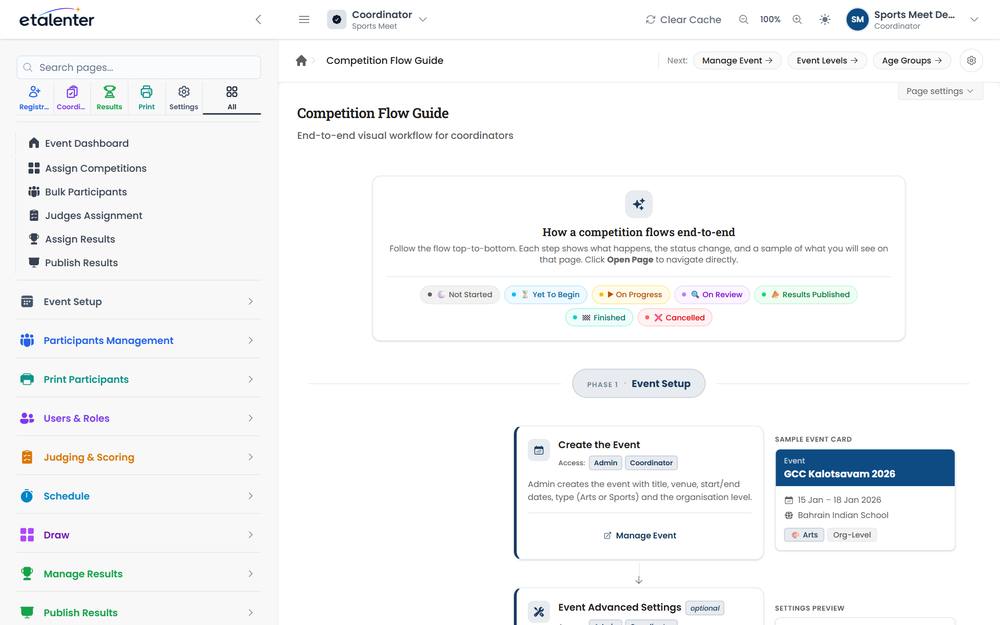 etalenter
Coordinator
Sports Meet
Clear Cache
100%
SM
Sports Meet De...
Coordinator
Search pages...
Registr...
Coordi...
Results
Print
Settings
All
Competition Flow Guide
Next:
Manage Event →
Event Levels →
Age Groups →
Page settings
Event Dashboard
Assign Competitions
Bulk Participants
Judges Assignment
Assign Results
Publish Results
Event Setup
Participants Management
Print Participants
Users & Roles
Judging & Scoring
Schedule
Draw
Manage Results
Publish Results
Competition Flow Guide
End-to-end visual workflow for coordinators
How a competition flows end-to-end
Follow the flow top-to-bottom. Each step shows what happens, the status change, and a sample of what you will see on
that page. Click Open Page to navigate directly.
Not Started
Yet To Begin
On Progress
On Review
Results Published
Finished
Cancelled
PHASE 1 · Event Setup
Create the Event
Access: Admin Coordinator
Admin creates the event with title, venue, start/end
dates, type (Arts or Sports) and the organisation level.
Manage Event
SAMPLE EVENT CARD
Event
GCC Kalotsavam 2026
15 Jan – 18 Jan 2026
Bahrain Indian School
Arts
Org-Level
Event Advanced Settings optional
SETTINGS PREVIEW